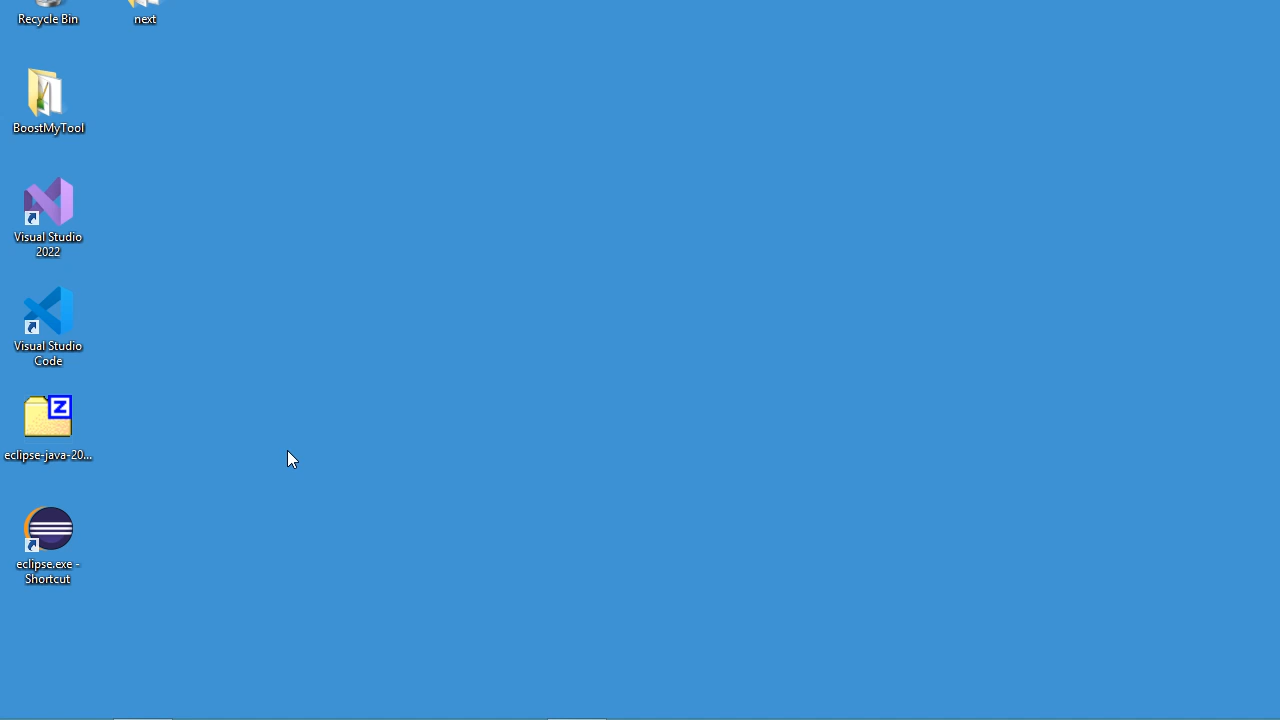 Recycle Bin
next
BoostMyTool
Visual Studio
2022
Visual Studio
Code
eclipse-java-20...
eclipse.exe -
Shortcut